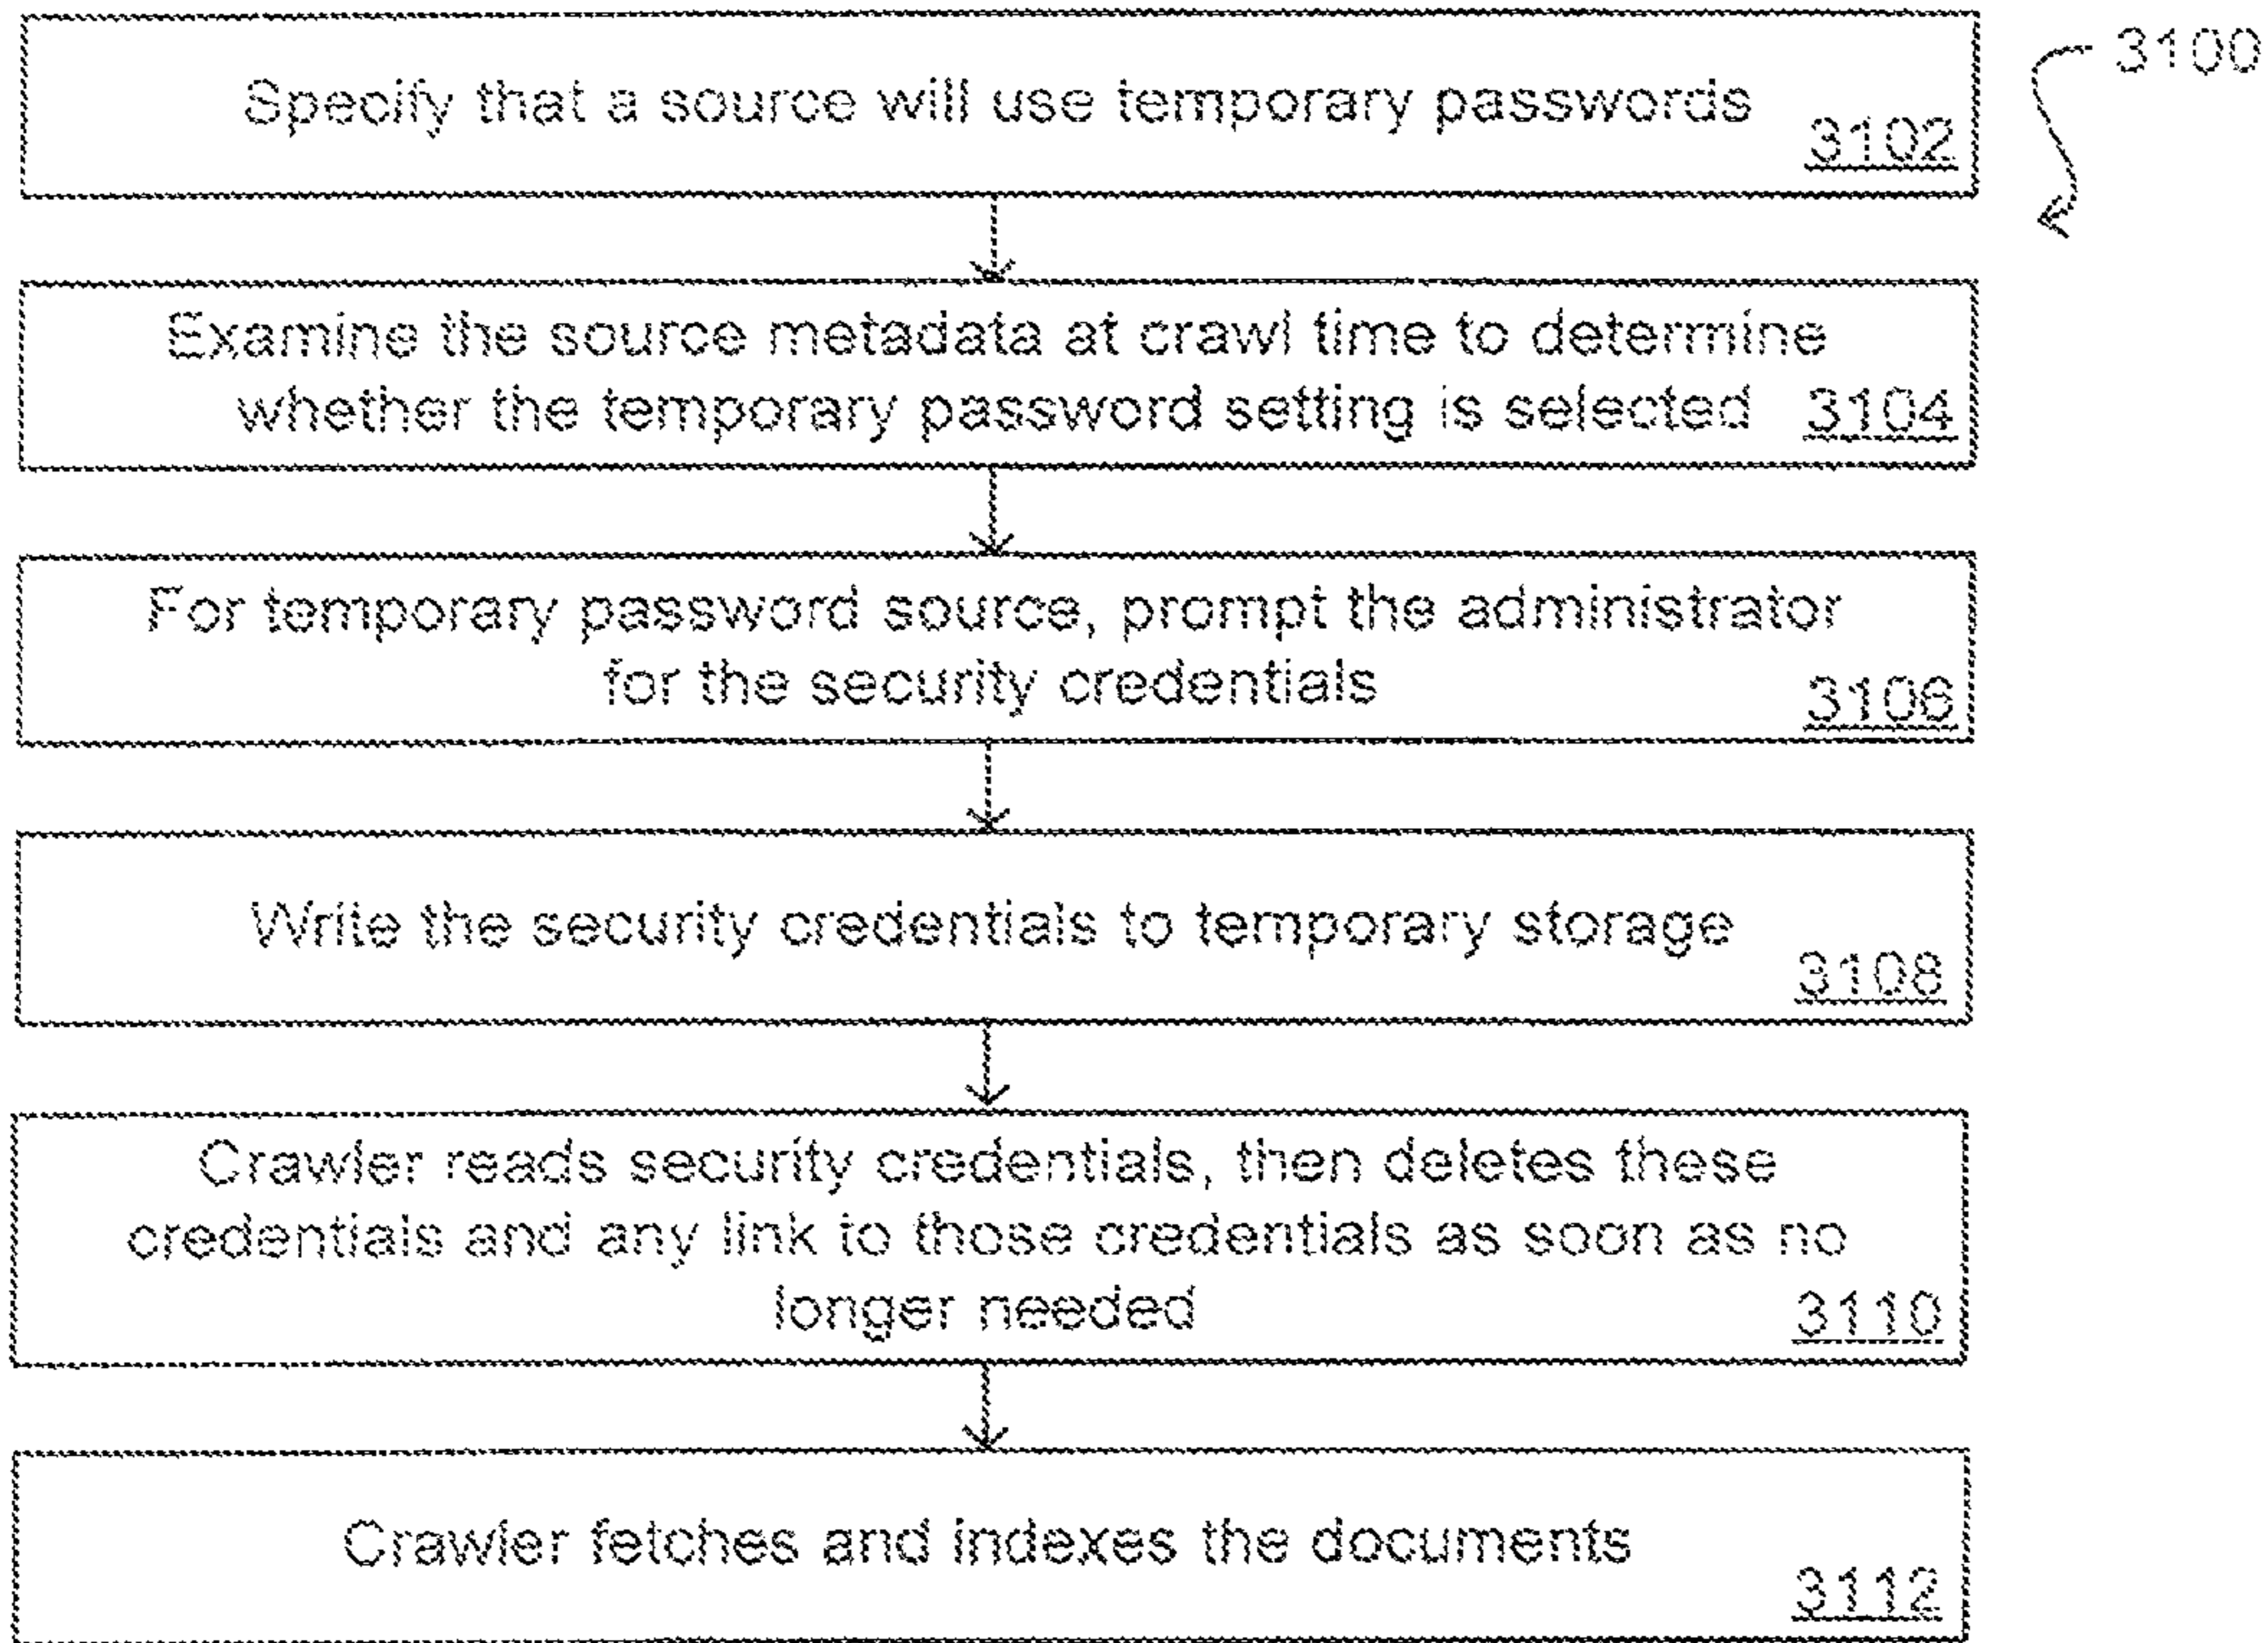 3100
Specify that a source will use temporary passwords
3102
Examine the source metadata at crawl time to determine
whether the temporary password setting is selected 3104
For temporary password source, prompt the administrator
for the security credentials 3106
Write the security credentials to temporary storage
3108
Crawler reads security credentials, then deletes these
credentials and any link to those credentials as soon as no
longer needed 3110
Crawler fetches and indexes the documents
3112